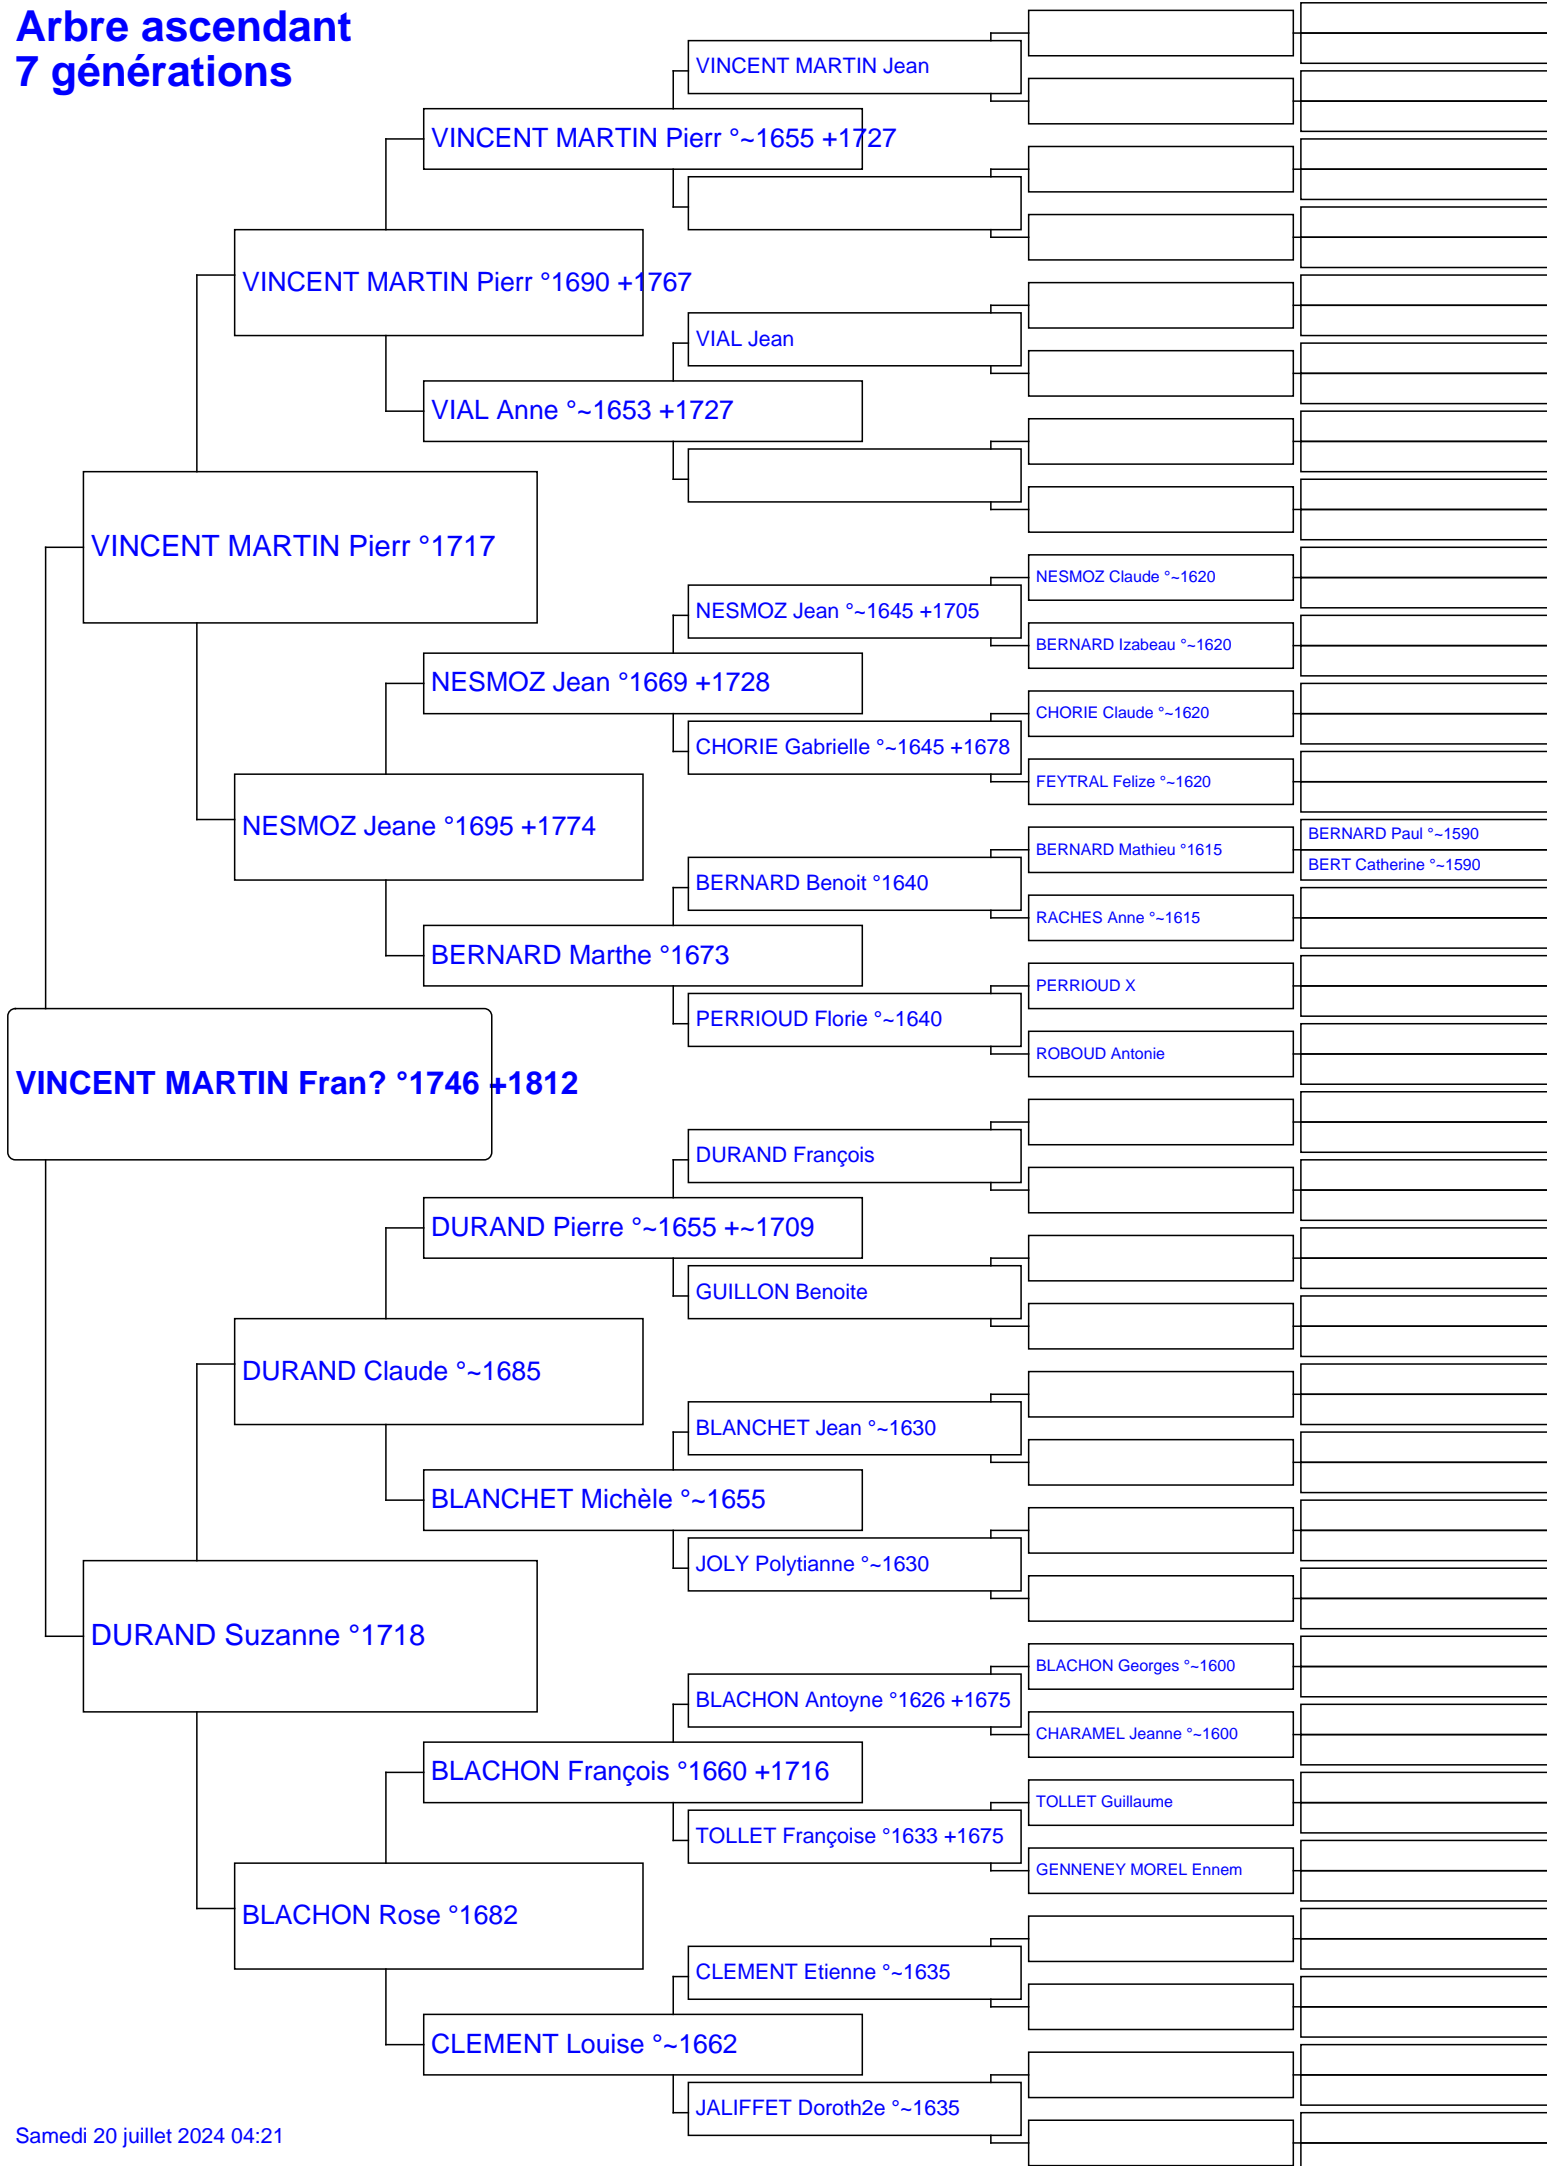 Arbre ascendant
7 générations
VINCENT MARTIN Jean
VINCENT MARTIN Pierr °~1655 +1727
VINCENT MARTIN Pierr °1690 +1767
VIAL Jean
VIAL Anne °~1653 +1727
VINCENT MARTIN Pierr °1717
NESMOZ Claude °~1620
NESMOZ Jean °~1645 +1705
BERNARD Izabeau °~1620
NESMOZ Jean °1669 +1728
CHORIE Claude °~1620
CHORIE Gabrielle °~1645 +1678
FEYTRAL Felize °~1620
NESMOZ Jeane °1695 +1774
BERNARD Paul °~1590
BERNARD Mathieu °1615
BERT Catherine °~1590
BERNARD Benoit °1640
RACHES Anne °~1615
BERNARD Marthe °1673
PERRIOUD X
PERRIOUD Florie °~1640
ROBOUD Antonie
VINCENT MARTIN Fran? °1746 +1812
DURAND François
DURAND Pierre °~1655 +~1709
GUILLON Benoite
DURAND Claude °~1685
BLANCHET Jean °~1630
BLANCHET Michèle °~1655
JOLY Polytianne °~1630
DURAND Suzanne °1718
BLACHON Georges °~1600
BLACHON Antoyne °1626 +1675
CHARAMEL Jeanne °~1600
BLACHON François °1660 +1716
TOLLET Guillaume
TOLLET Françoise °1633 +1675
GENNENEY MOREL Ennem
BLACHON Rose °1682
CLEMENT Etienne °~1635
CLEMENT Louise °~1662
JALIFFET Doroth2e °~1635
Samedi 20 juillet 2024 04:21